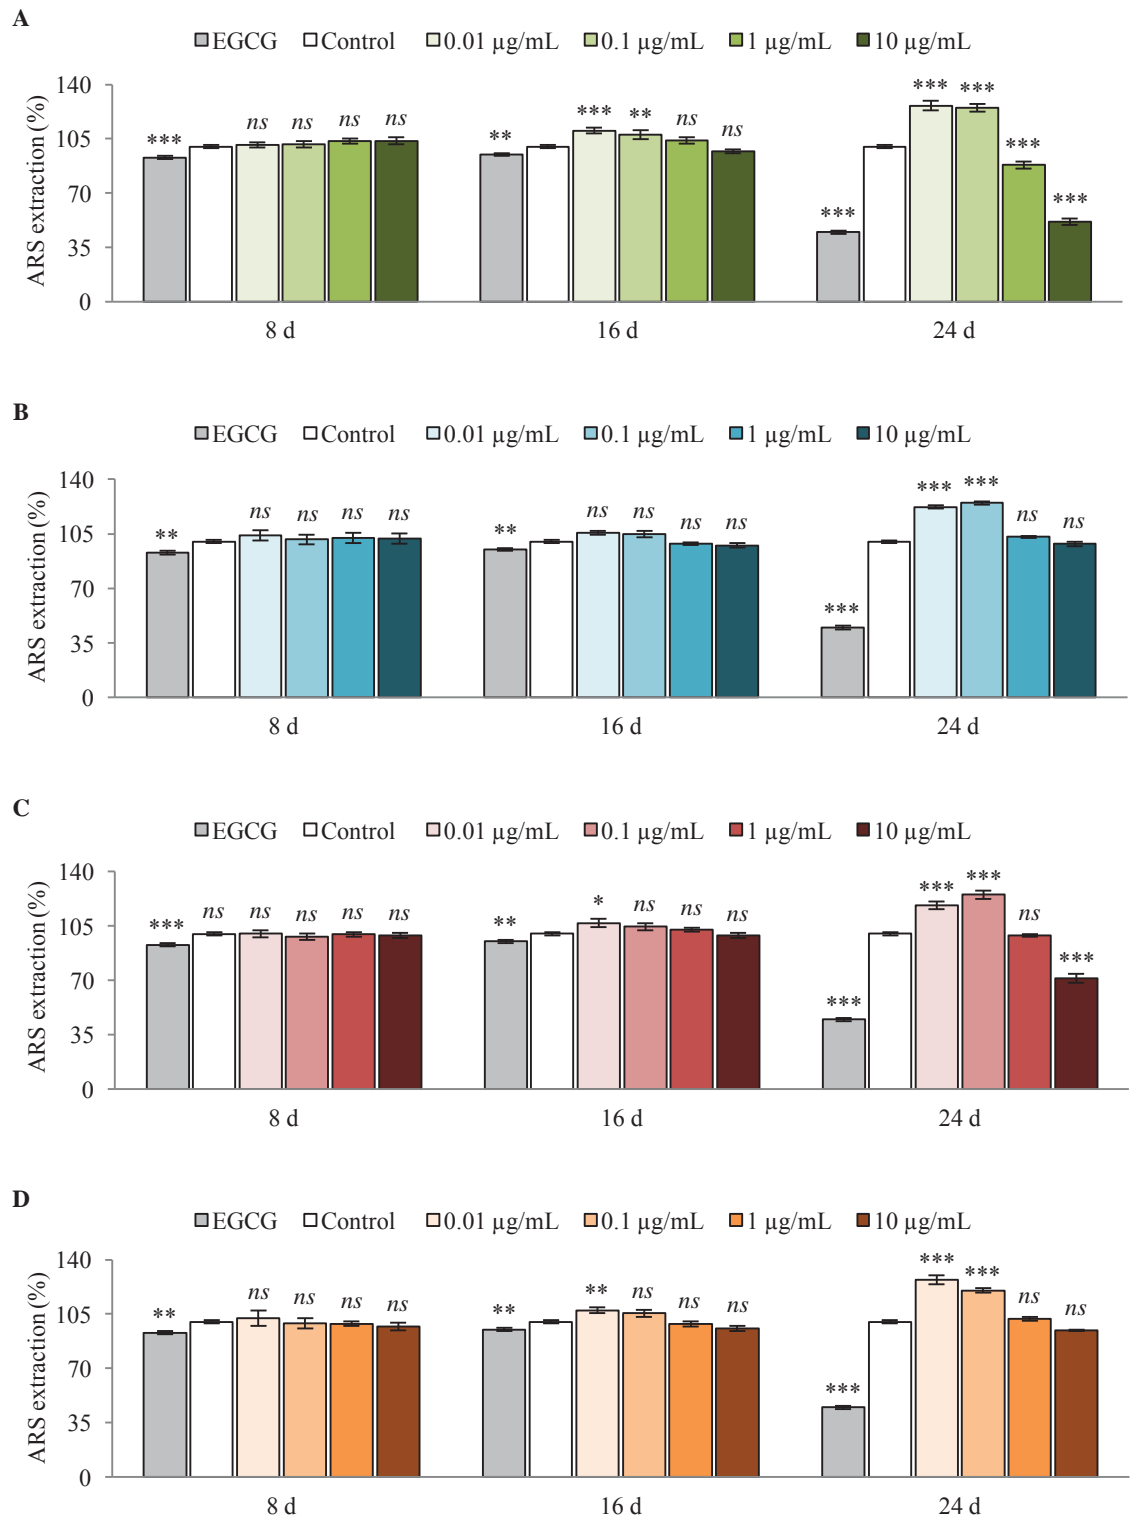 A
EGCG Control 0.01 µg/mL 0.1 µg/mL 1 µg/mL 10 µg/mL
ARS extraction (%)
140
105
70
35
0
*** ns ns ns ns
** *** ** ns ns
*** *** *** *** ***
8 d 16 d 24 d
B
EGCG Control 0.01 µg/mL 0.1 µg/mL 1 µg/mL 10 µg/mL
ARS extraction (%)
140
105
70
35
0
** ns ns ns ns
** ns ns ns ns
*** *** *** ns ns
8 d 16 d 24 d
C
EGCG Control 0.01 µg/mL 0.1 µg/mL 1 µg/mL 10 µg/mL
ARS extraction (%)
140
105
70
35
0
*** ns ns ns ns ns
** * ns ns ns
*** *** *** ns ***
8 d 16 d 24 d
D
EGCG Control 0.01 µg/mL 0.1 µg/mL 1 µg/mL 10 µg/mL
ARS extraction (%)
140
105
70
35
0
** ns ns ns ns
** ** ns ns ns
*** *** *** ns ns
8 d 16 d 24 d